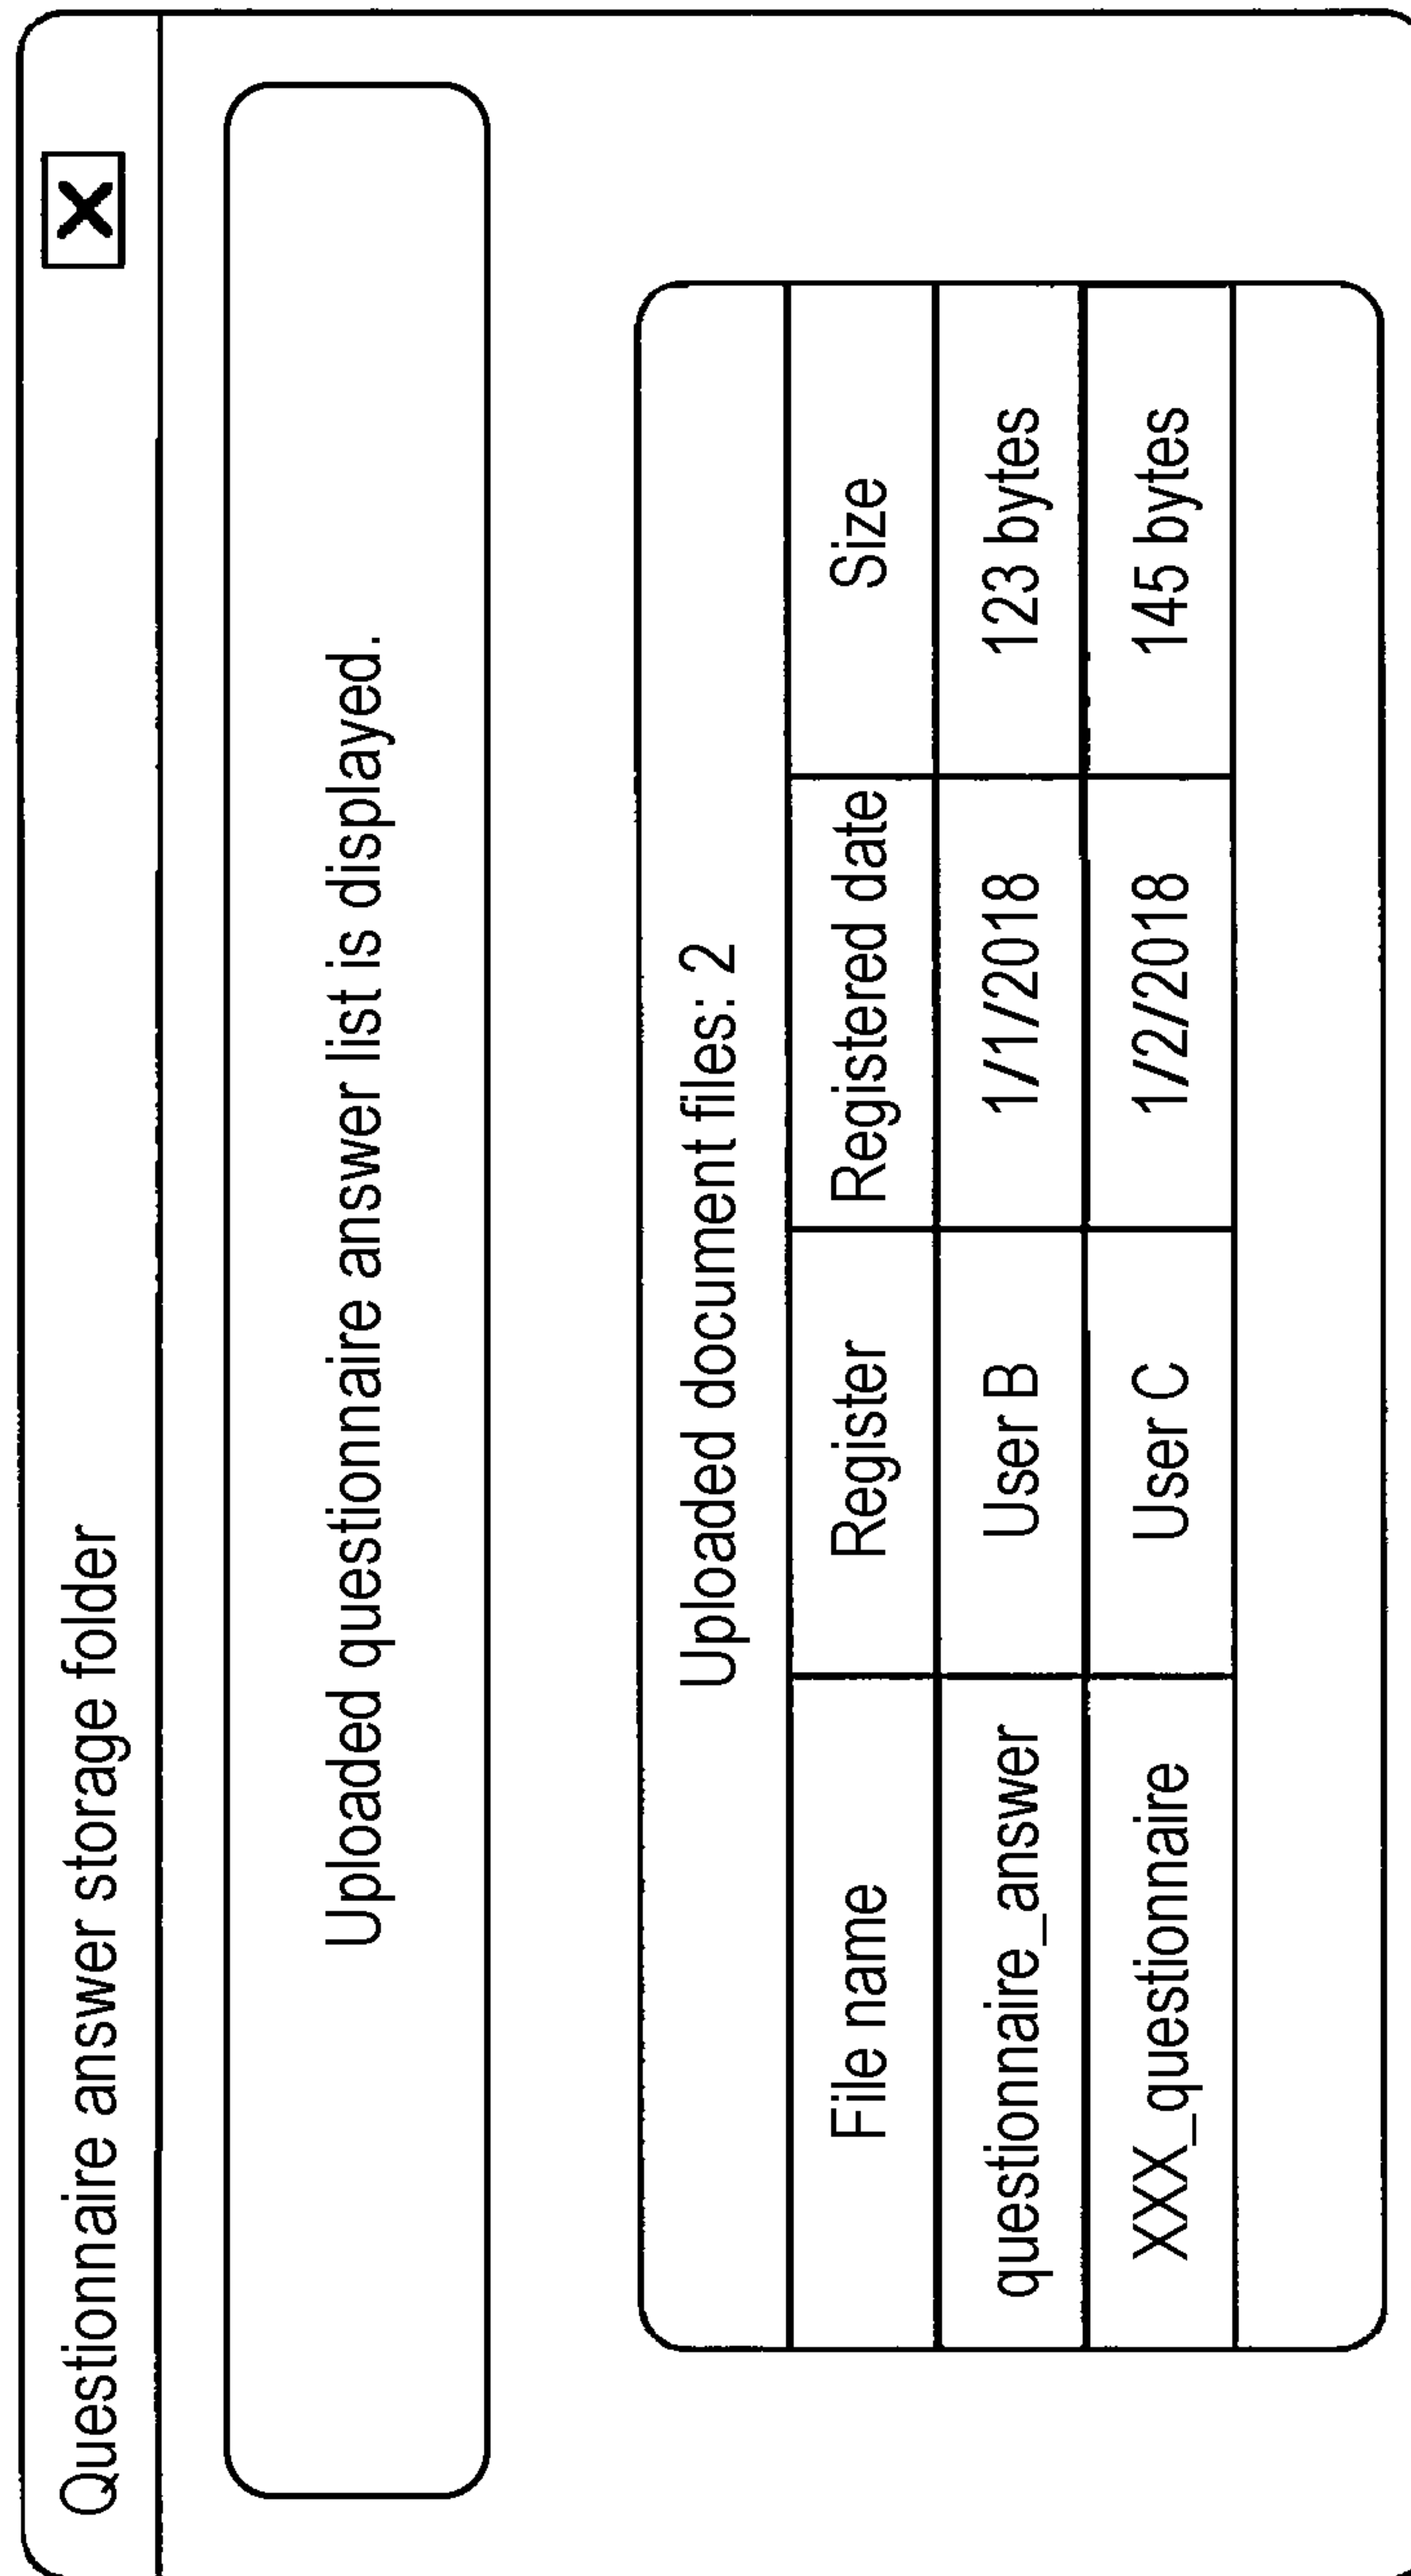 Questionnaire answer storage folder X
Uploaded questionnaire answer list is displayed.
Uploaded document files: 2
File name Register Registered date Size
questionnaire_answer User B 1/1/2018 123 bytes
XXX_questionnaire User C 1/2/2018 145 bytes